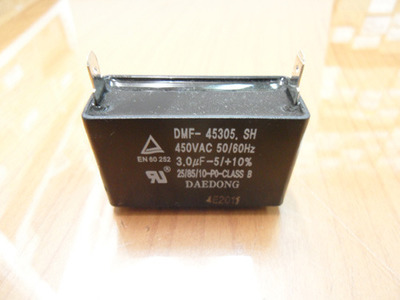 DMF- 45305. SH
450VAC 50/60Hz
EN 60 252
3.0μF-5/+10%
25/85/10-P0-CLASS B
DAEDONG